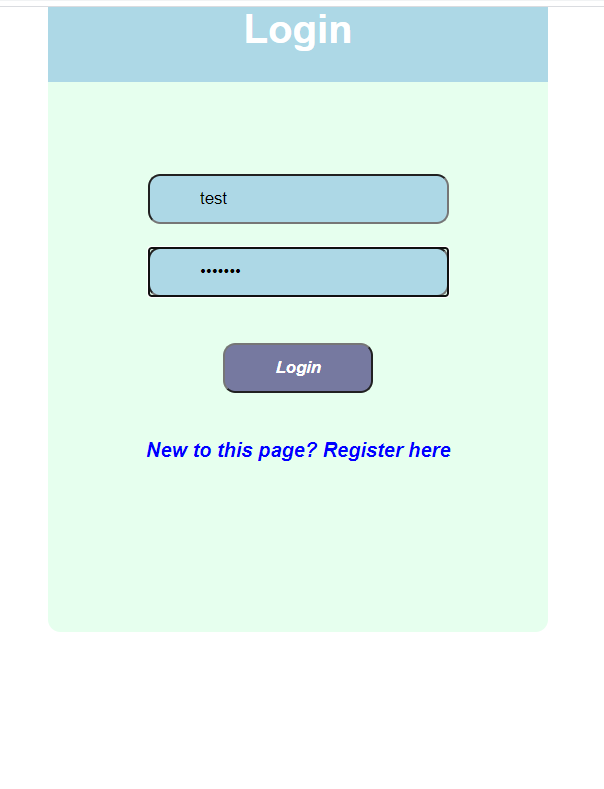 Login
test
•••••••
Login
New to this page? Register here